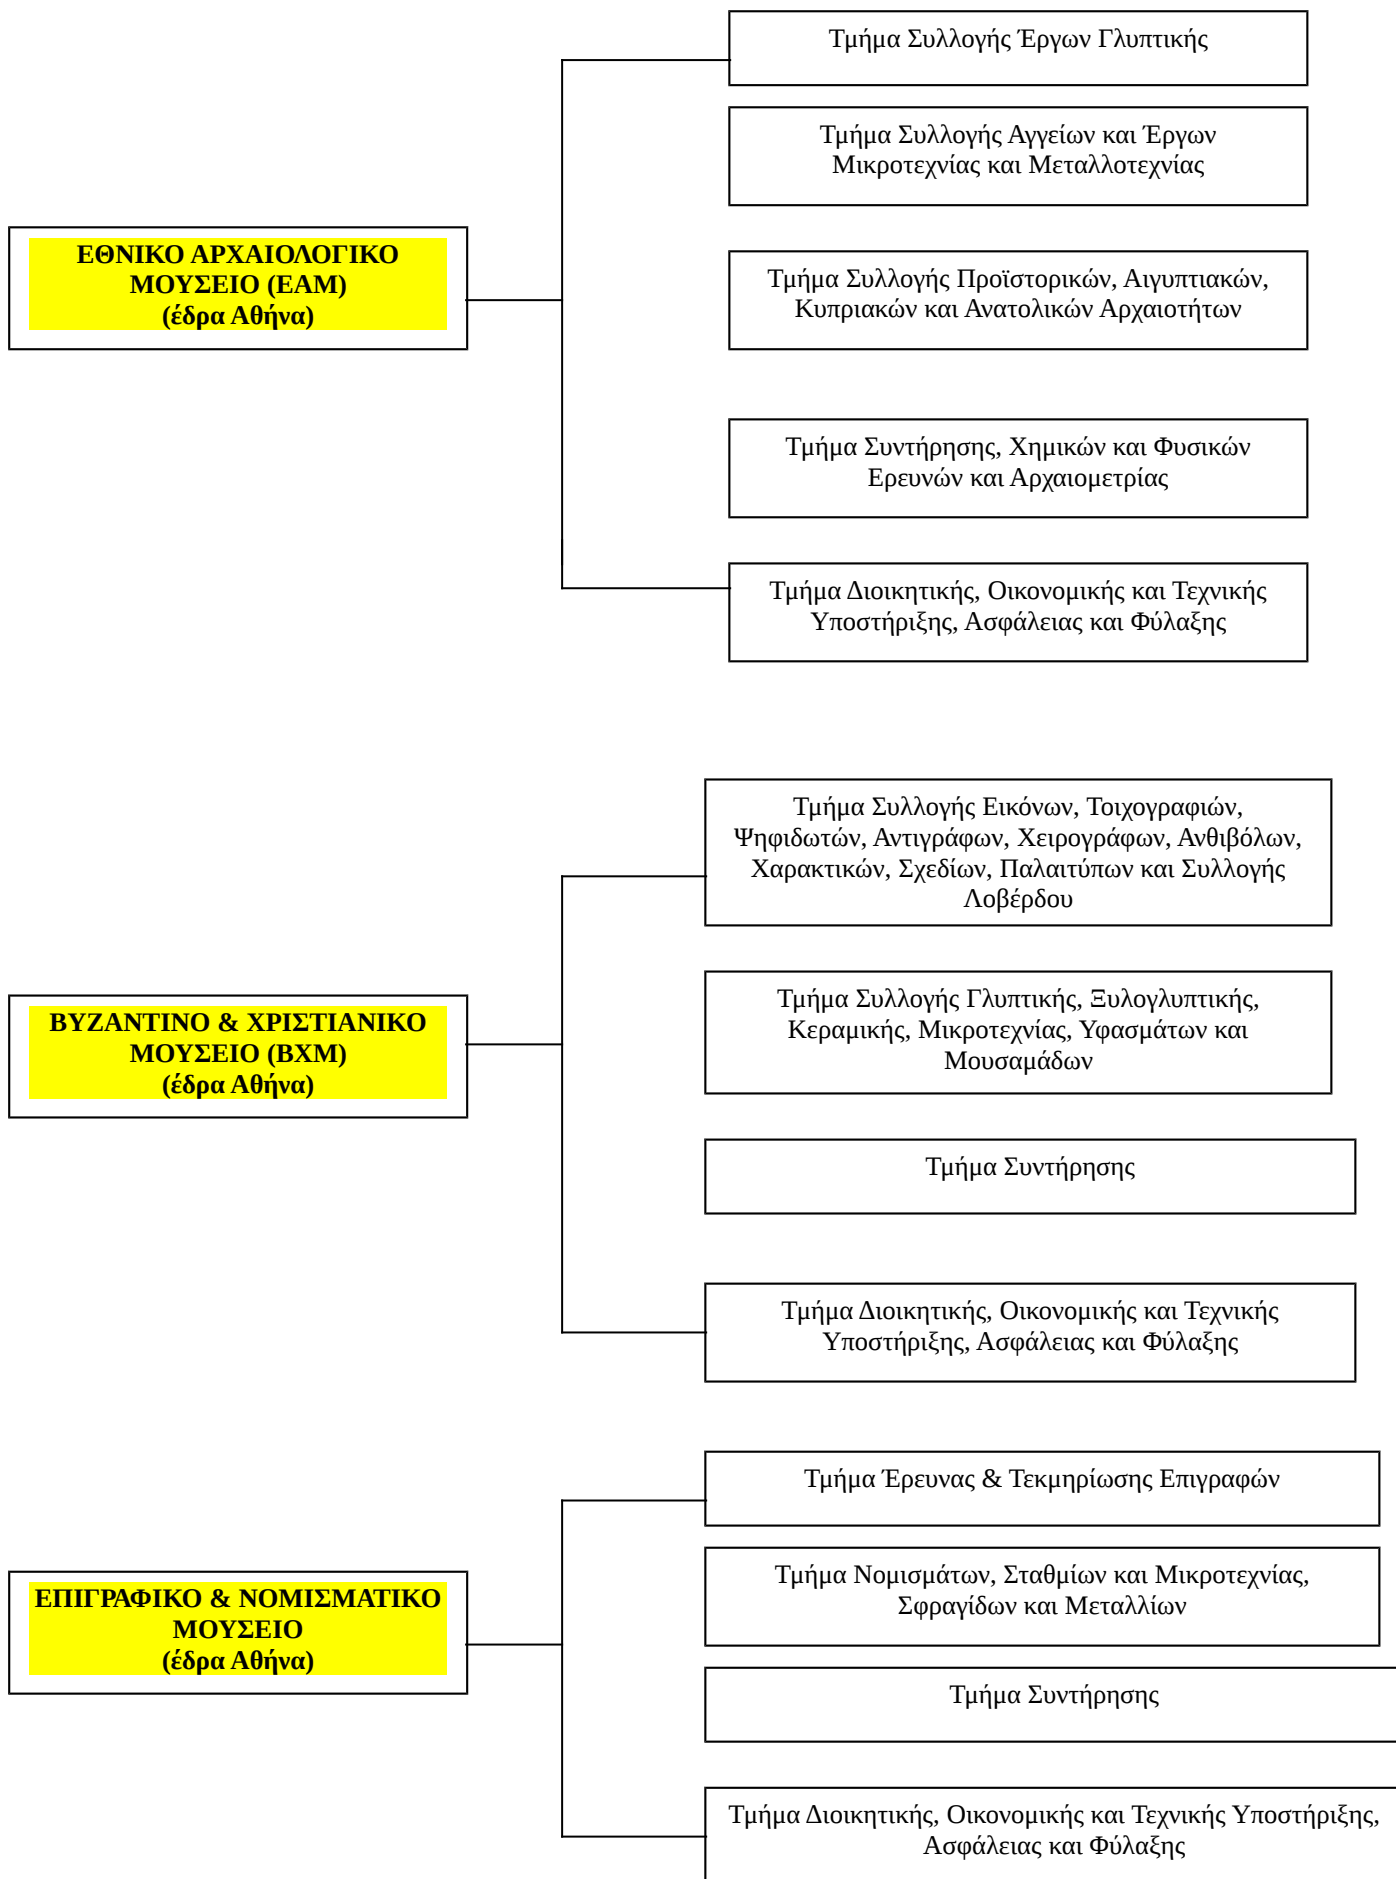 Τμήμα Συλλογής Έργων Γλυπτικής
Τμήμα Συλλογής Αγγείων και Έργων
Μικροτεχνίας και Μεταλλοτεχνίας
ΕΘΝΙΚΟ ΑΡΧΑΙΟΛΟΓΙΚΟ
ΜΟΥΣΕΙΟ (ΕΑΜ)
(έδρα Αθήνα)
Τμήμα Συλλογής Προϊστορικών, Αιγυπτιακών,
Κυπριακών και Ανατολικών Αρχαιοτήτων
Τμήμα Συντήρησης, Χημικών και Φυσικών
Ερευνών και Αρχαιομετρίας
Τμήμα Διοικητικής, Οικονομικής και Τεχνικής
Υποστήριξης, Ασφάλειας και Φύλαξης
Τμήμα Συλλογής Εικόνων, Τοιχογραφιών,
Ψηφιδωτών, Αντιγράφων, Χειρογράφων, Ανθιβόλων,
Χαρακτικών, Σχεδίων, Παλαιτύπων και Συλλογής
Λοβέρδου
ΒΥΖΑΝΤΙΝΟ & ΧΡΙΣΤΙΑΝΙΚΟ
ΜΟΥΣΕΙΟ (ΒΧΜ)
(έδρα Αθήνα)
Τμήμα Συλλογής Γλυπτικής, Ξυλογλυπτικής,
Κεραμικής, Μικροτεχνίας, Υφασμάτων και
Μουσαμάδων
Τμήμα Συντήρησης
Τμήμα Διοικητικής, Οικονομικής και Τεχνικής
Υποστήριξης, Ασφάλειας και Φύλαξης
Τμήμα Έρευνας & Τεκμηρίωσης Επιγραφών
ΕΠΙΓΡΑΦΙΚΟ & ΝΟΜΙΣΜΑΤΙΚΟ
ΜΟΥΣΕΙΟ
(έδρα Αθήνα)
Τμήμα Νομισμάτων, Σταθμίων και Μικροτεχνίας,
Σφραγίδων και Μεταλλίων
Τμήμα Συντήρησης
Τμήμα Διοικητικής, Οικονομικής και Τεχνικής Υποστήριξης,
Ασφάλειας και Φύλαξης